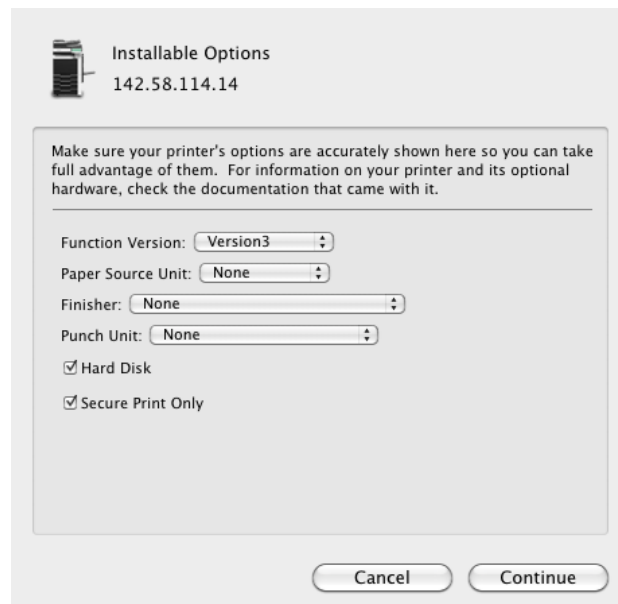 Installable Options
142.58.114.14
Make sure your printer's options are accurately shown here so you can take
full advantage of them. For information on your printer and its optional
hardware, check the documentation that came with it.
Function Version: Version3
Paper Source Unit: None
Finisher: None
Punch Unit: None
Hard Disk
Secure Print Only
Cancel Continue